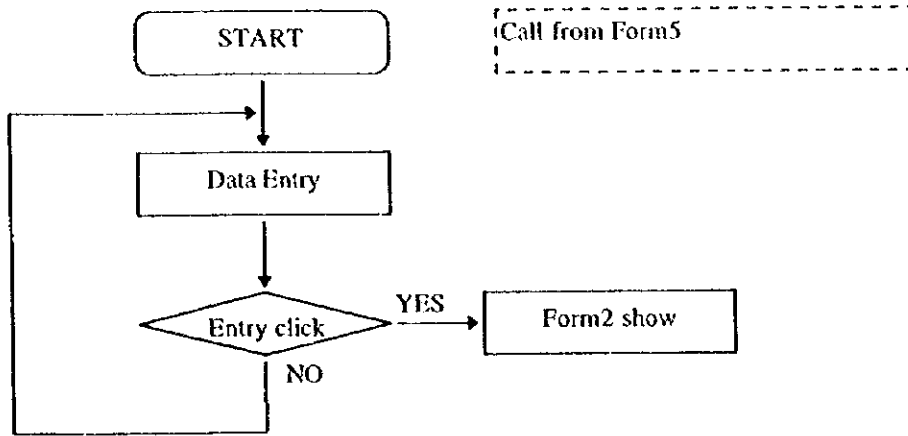 START
Call from Form5
Data Entry
Entry click
YES
Form2 show
NO